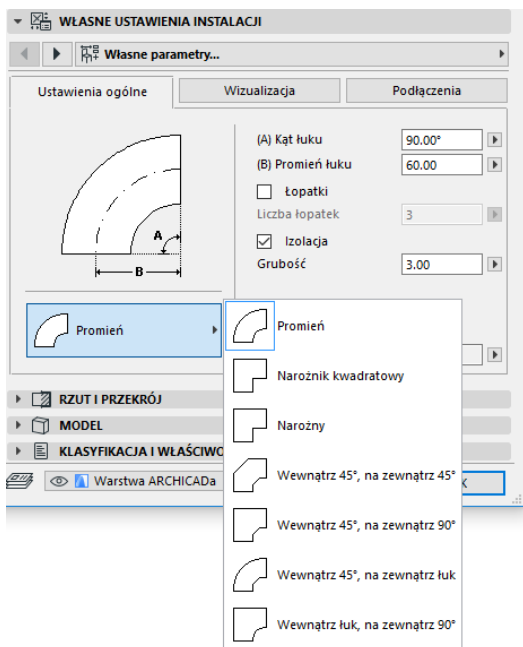 WŁASNE USTAWIENIA INSTALACJI
Własne parametry...
Ustawienia ogólne
Wizualizacja
Podłączenia
(A) Kąt łuku 90.00°
(B) Promień łuku 60.00
Łopatki
Liczba łopatek 3
Izolacja
Grubość 3.00
A
B
Promień
Promień
Narożnik kwadratowy
Narożny
Wewnątrz 45°, na zewnątrz 45°
Wewnątrz 45°, na zewnątrz 90°
Wewnątrz 45°, na zewnątrz łuk
Wewnątrz łuk, na zewnątrz 90°
RZUT I PRZEKRÓJ
MODEL
KLASYFIKACJA I WŁAŚCIWO
Warstwa ARCHICADa